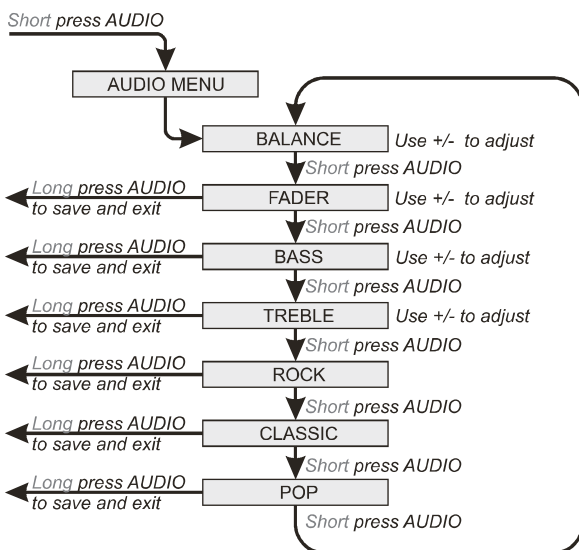 Short press AUDIO
AUDIO MENU
BALANCE Use +/- to adjust
Short press AUDIO
Long press AUDIO
to save and exit
FADER Use +/- to adjust
Short press AUDIO
Long press AUDIO
to save and exit
BASS Use +/- to adjust
Short press AUDIO
Long press AUDIO
to save and exit
TREBLE Use +/- to adjust
Short press AUDIO
Long press AUDIO
to save and exit
ROCK
Short press AUDIO
Long press AUDIO
to save and exit
CLASSIC
Short press AUDIO
Long press AUDIO
to save and exit
POP
Short press AUDIO